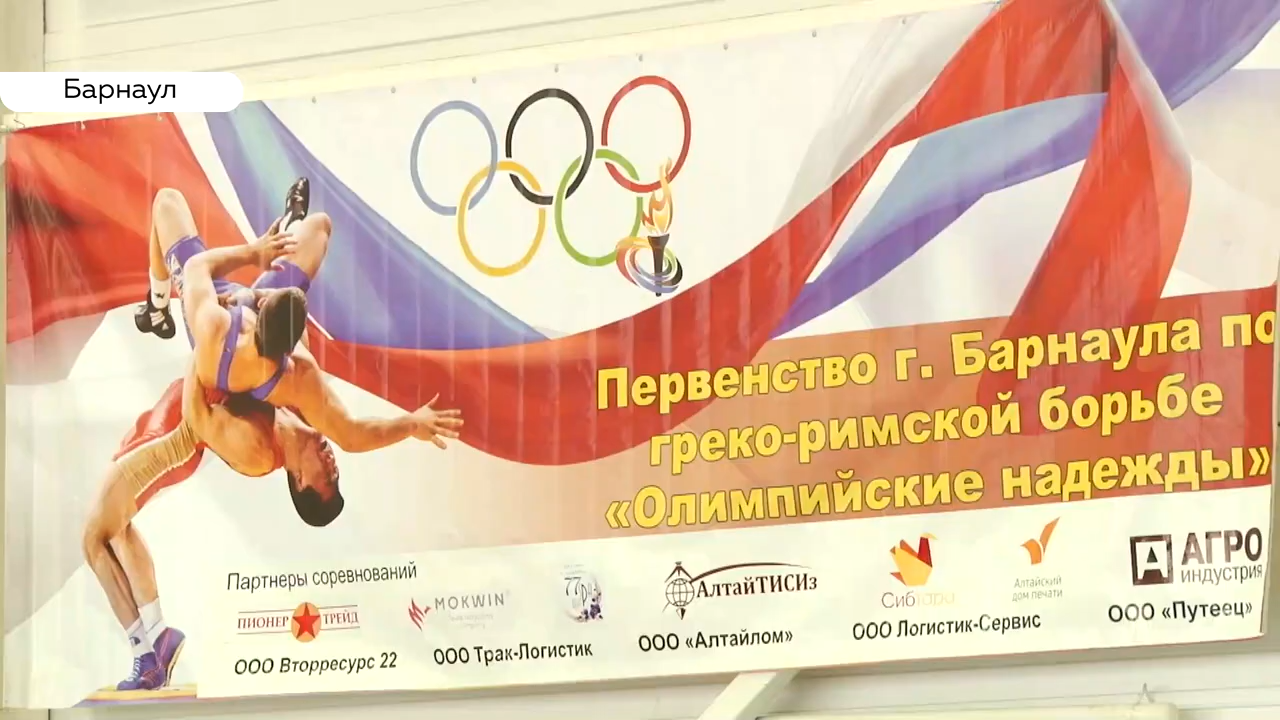 Барнаул
Первенство г. Барнаула по
греко-римской борьбе
«Олимпийские надежды»
Партнеры соревнований
ПИОНЕР ТРЕЙД
MOKWIN
77
АлтайТИСИз
Сибтара
Алтайский
дом печати
АГРО
индустрия
ООО Вторресурс 22
ООО Трак-Логистик
ООО «Алтайлом»
ООО Логистик-Сервис
ООО «Путеец»